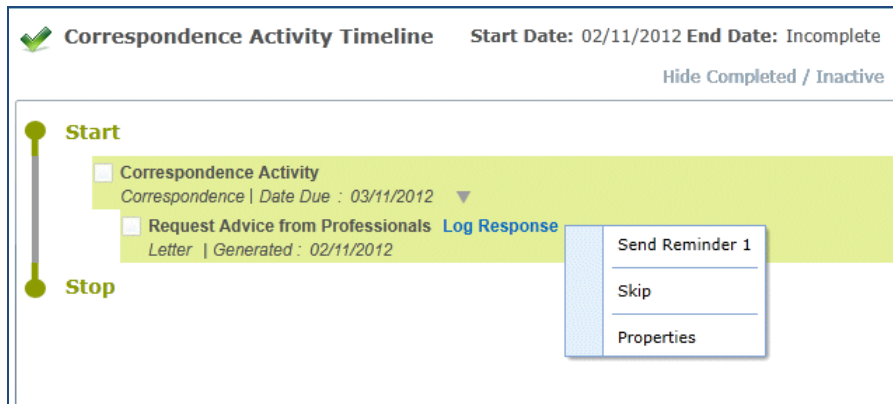 Correspondence Activity Timeline Start Date: 02/11/2012 End Date: Incomplete
Hide Completed / Inactive
Start
Correspondence Activity
Correspondence | Date Due : 03/11/2012
Request Advice from Professionals Log Response
Letter | Generated : 02/11/2012
Send Reminder 1
Skip
Properties
Stop